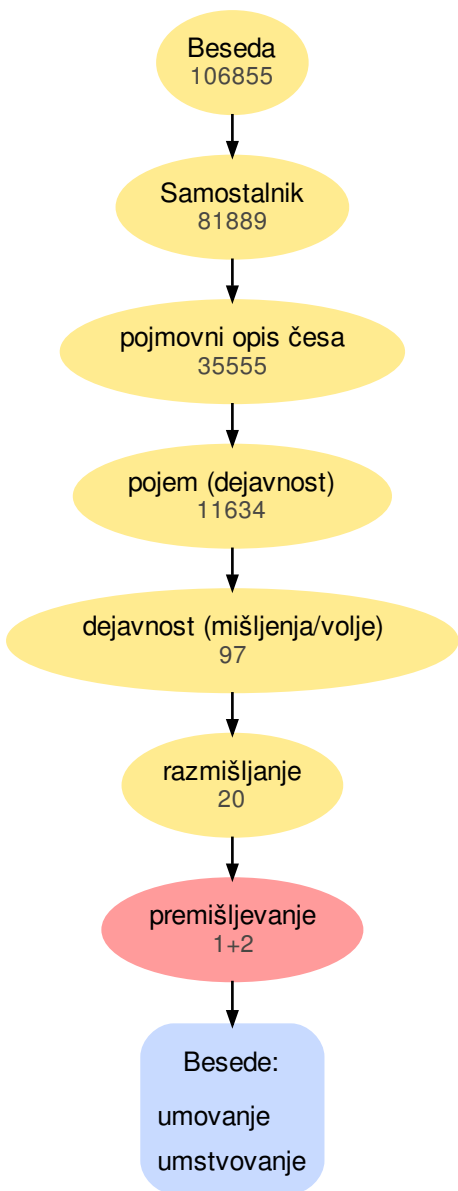 Beseda
106855
Samostalnik
81889
pojmovni opis česa
35555
pojem (dejavnost)
11634
dejavnost (mišljenja/volje)
97
razmišljanje
20
premišljevanje
1+2
Besede:
umovanje
umstvovanje